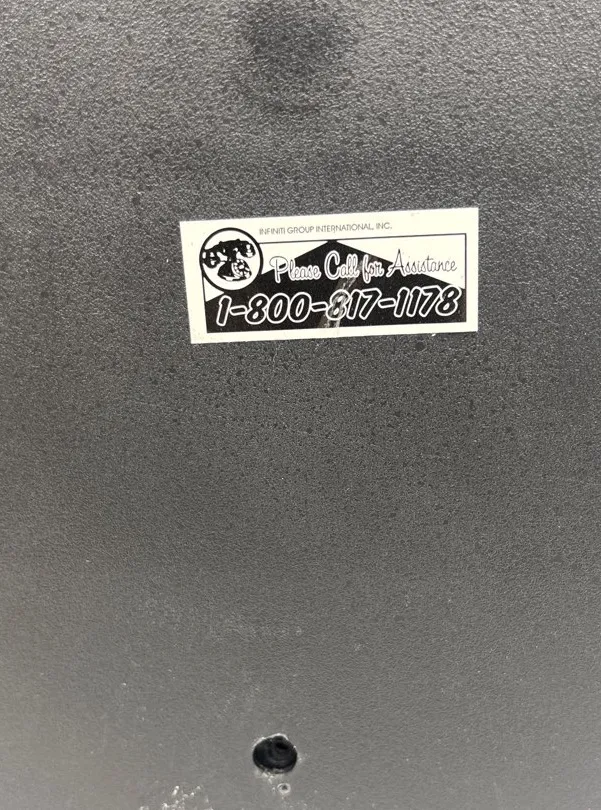 INFINITI GROUP INTERNATIONAL, INC.
Please Call for Assistance
1-800-817-1178